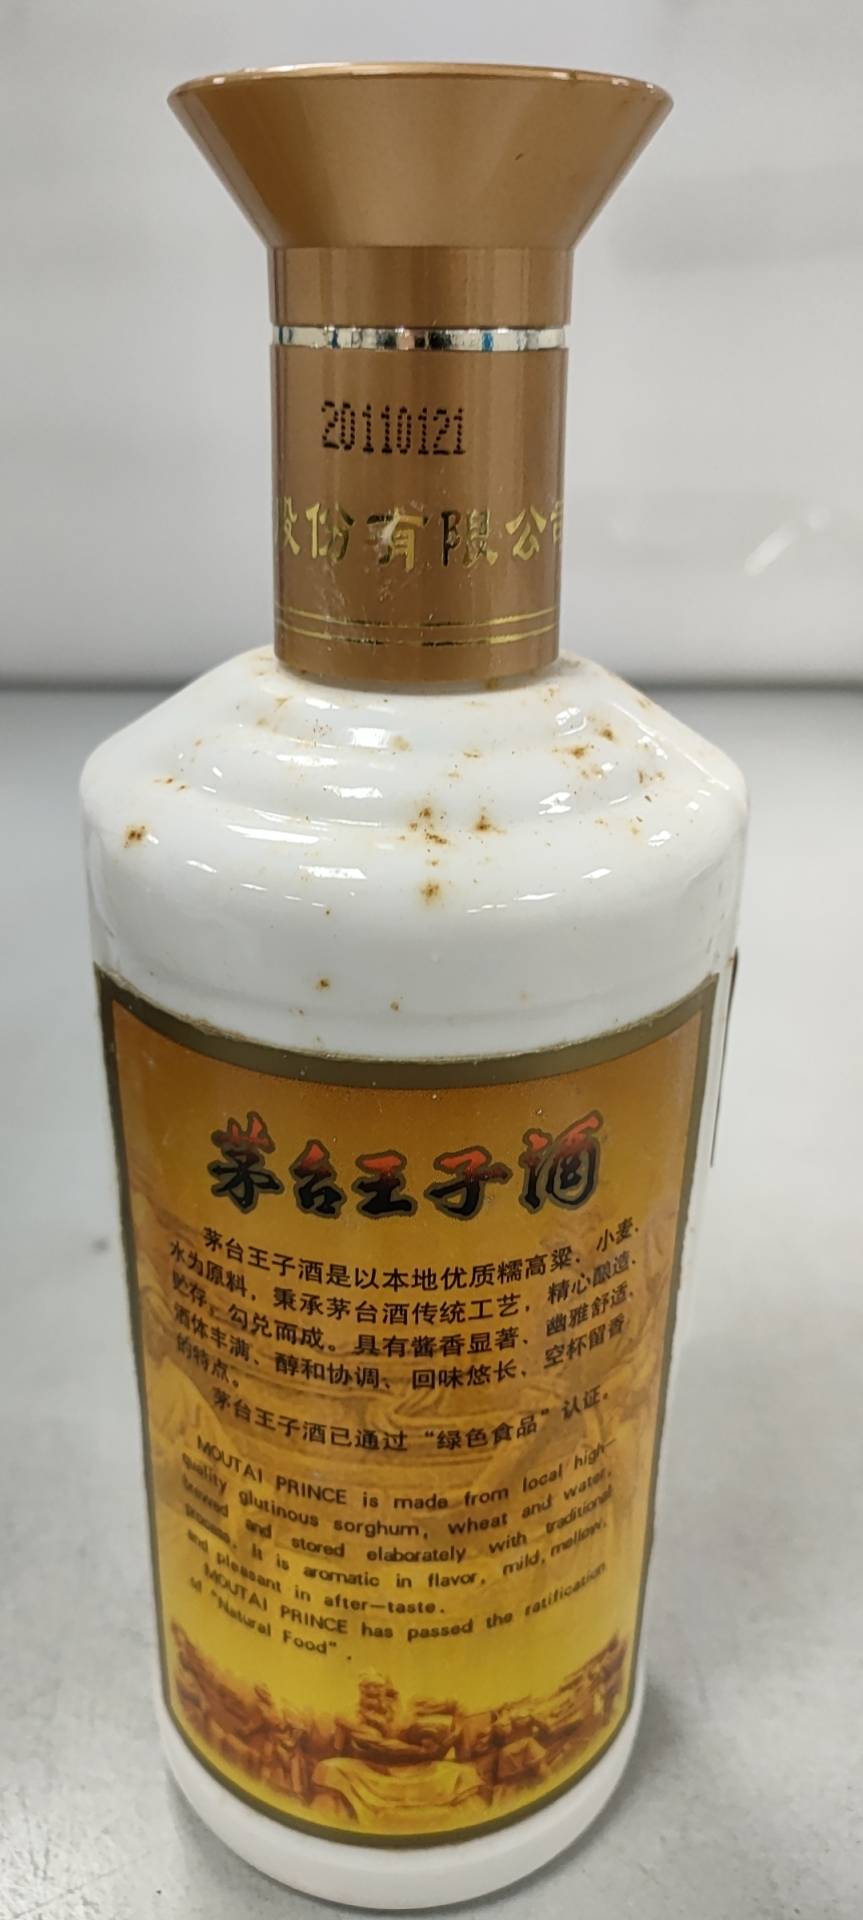 20110121
股份有限公司
茅台王子酒
茅台王子酒是以本地优质糯高粱、小麦、
水为原料，秉承茅台酒传统工艺，精心酿造、
贮存，勾兑而成。具有酱香显著、幽雅舒适、
酒体丰满、醇和协调、回味悠长、空杯留香
的特点。
茅台王子酒已通过“绿色食品”认证。
MOUTAI PRINCE is made from local high-
quality glutinous sorghum, wheat and water,
brewed and stored elaborately with traditional
process. It is aromatic in flavor, mild, mellow,
and pleasant in after-taste.
MOUTAI PRINCE has passed the ratification
of "Natural Food".